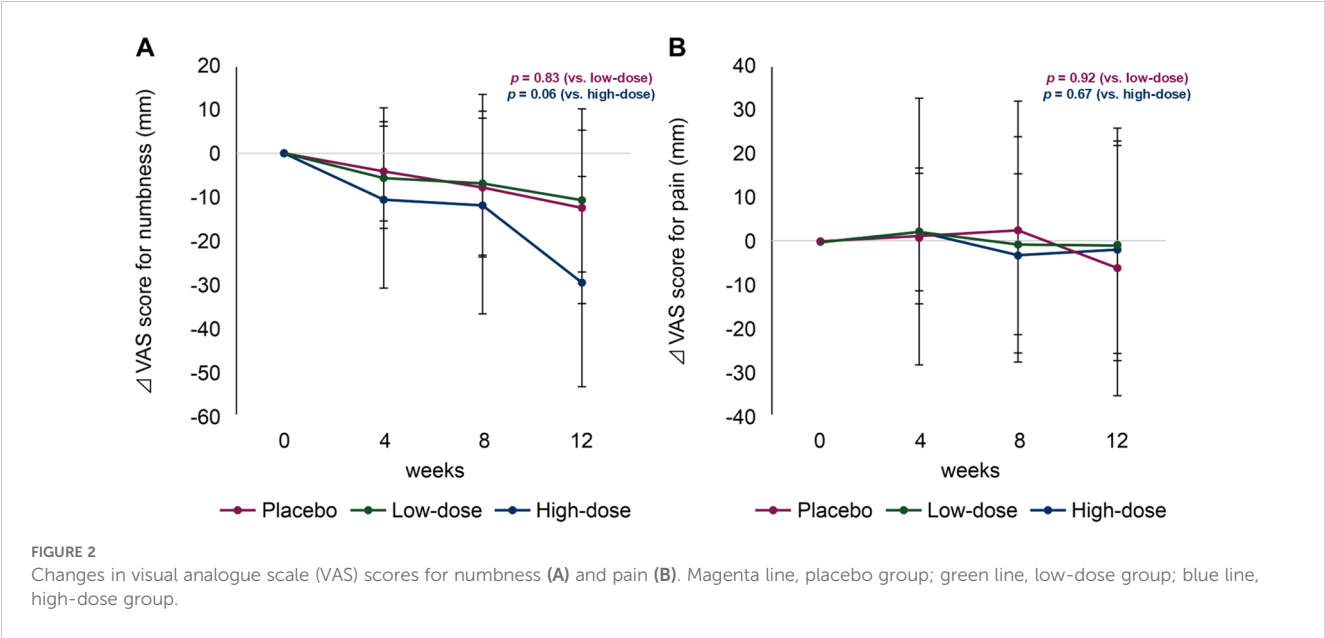 A
20
10
0
-10
-20
-30
-40
-50
-60
⊿ VAS score for numbness (mm)
p = 0.83 (vs. low-dose)
p = 0.06 (vs. high-dose)
0 4 8 12
weeks
Placebo Low-dose High-dose
B
40
30
20
10
0
-10
-20
-30
-40
⊿ VAS score for pain (mm)
p = 0.92 (vs. low-dose)
p = 0.67 (vs. high-dose)
0 4 8 12
weeks
Placebo Low-dose High-dose
FIGURE 2
Changes in visual analogue scale (VAS) scores for numbness (A) and pain (B). Magenta line, placebo group; green line, low-dose group; blue line,
high-dose group.